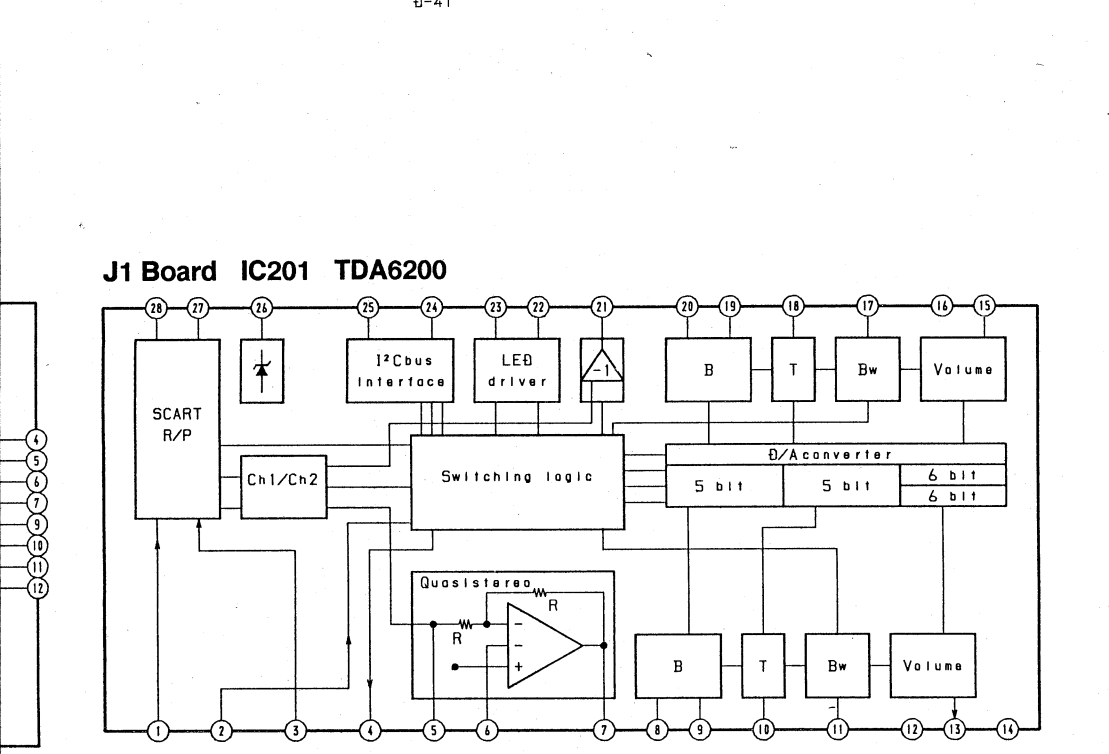 Đ-41
J1 Board IC201 TDA6200
28 27 26 25 24 23 22 21 20 19 18 17 16 15
SCART
R/P
I²Cbus
Interface
LEĐ
driver
-1
B
T
Bw
Volume
4
5
6
7
9
10
11
12
Ch1/Ch2
Switching logic
Đ/A converter
5 bit
5 bit
6 bit
6 bit
Quasistereo
R
R
−
−
+
B
T
Bw
Volume
1 2 3 4 5 6 7 8 9 10 11 12 13 14